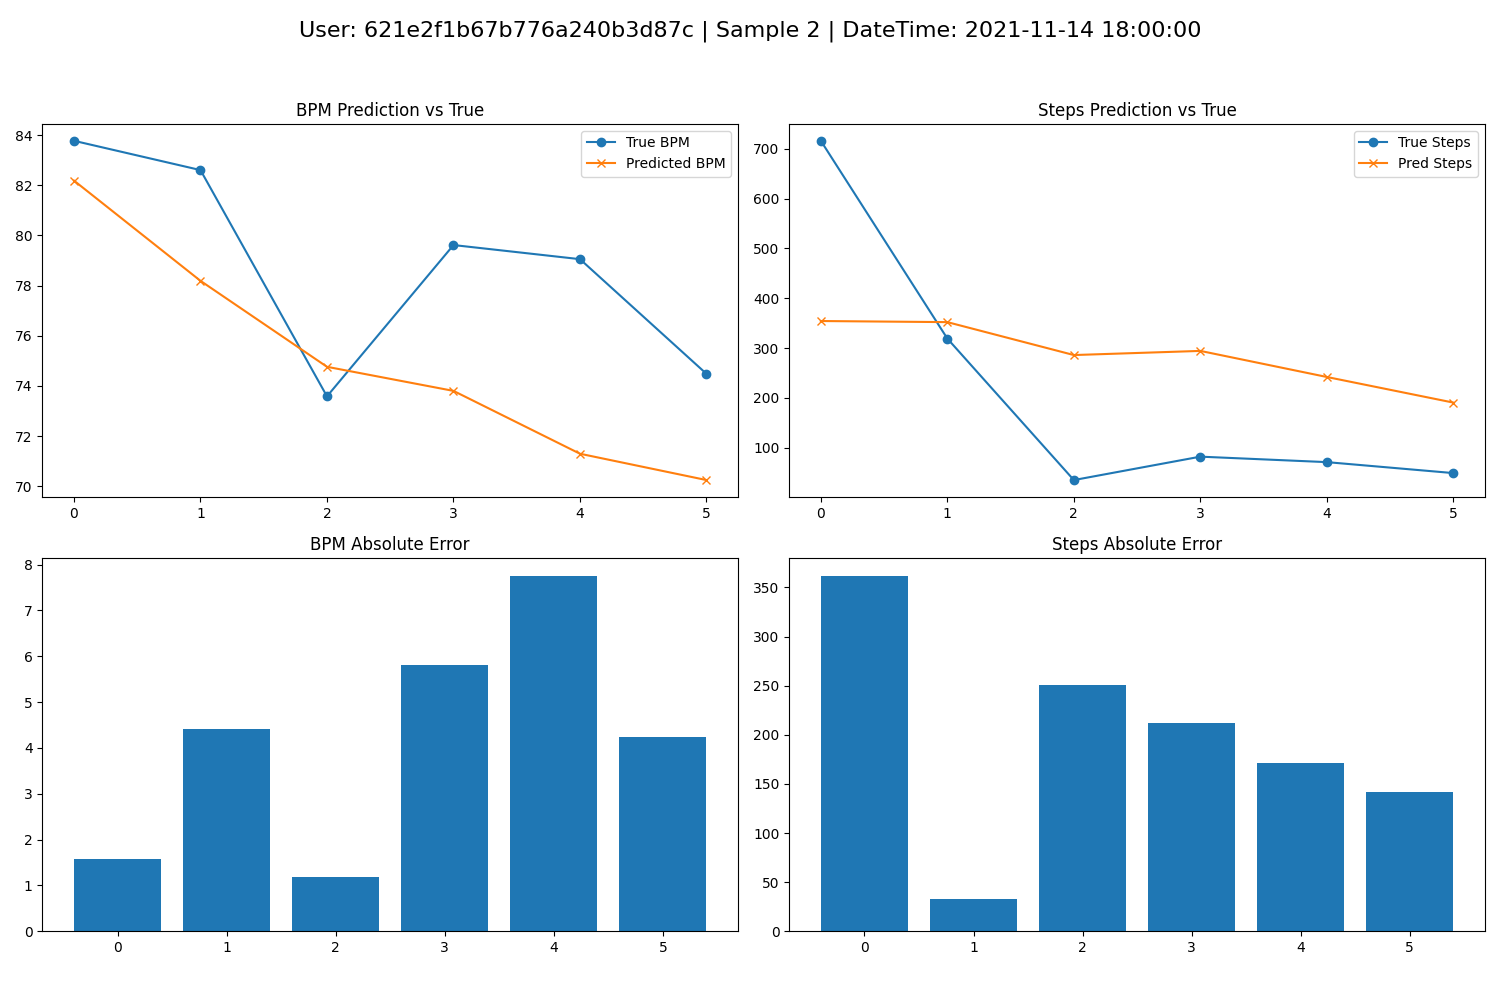 User: 621e2f1b67b776a240b3d87c | Sample 2 | DateTime: 2021-11-14 18:00:00
BPM Prediction vs True
84
82
80
78
76
74
72
70
True BPM
Predicted BPM
0 1 2 3 4 5
Steps Prediction vs True
700
600
500
400
300
200
100
True Steps
Pred Steps
0 1 2 3 4 5
BPM Absolute Error
8
7
6
5
4
3
2
1
0
0 1 2 3 4 5
Steps Absolute Error
350
300
250
200
150
100
50
0
0 1 2 3 4 5